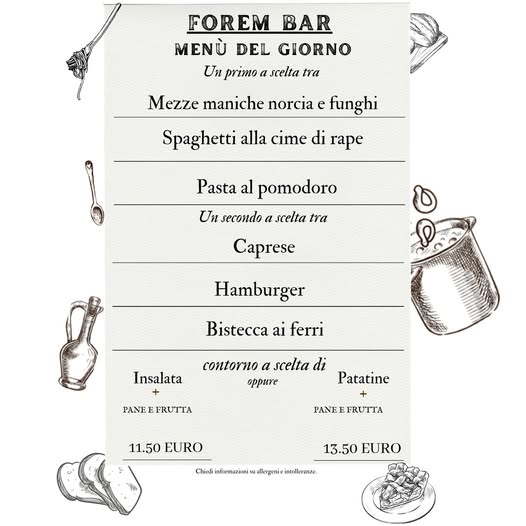 FOREM BAR
MENÙ DEL GIORNO
Un primo a scelta tra
Mezze maniche norcia e funghi
Spaghetti alla cime di rape
Pasta al pomodoro
Un secondo a scelta tra
Caprese
Hamburger
Bistecca ai ferri
contorno a scelta di
oppure
Insalata
+
PANE E FRUTTA
11.50 EURO
Patatine
+
PANE E FRUTTA
13.50 EURO
Chiedi informazioni su allergeni e intolleranze.